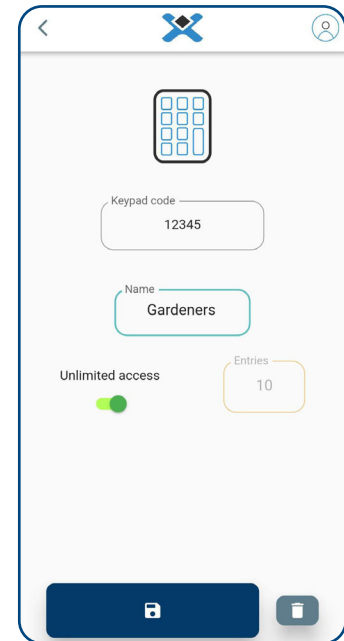 Keypad code
12345
Name
Gardeners
Unlimited access
Entries
10